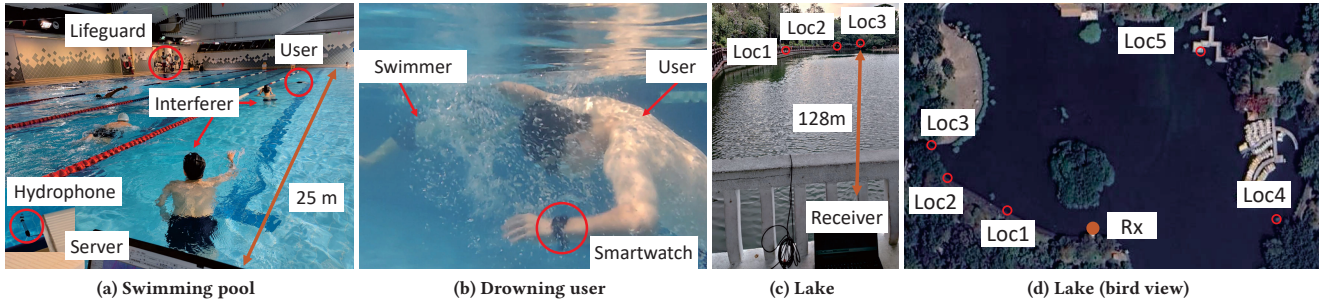 Lifeguard
User
Interferer
25 m
Hydrophone
Server
(a) Swimming pool
Swimmer
User
Smartwatch
(b) Drowning user
Loc1
Loc2
Loc3
128m
Receiver
(c) Lake
Loc5
Loc3
Loc2
Loc1
Loc4
Rx
(d) Lake (bird view)